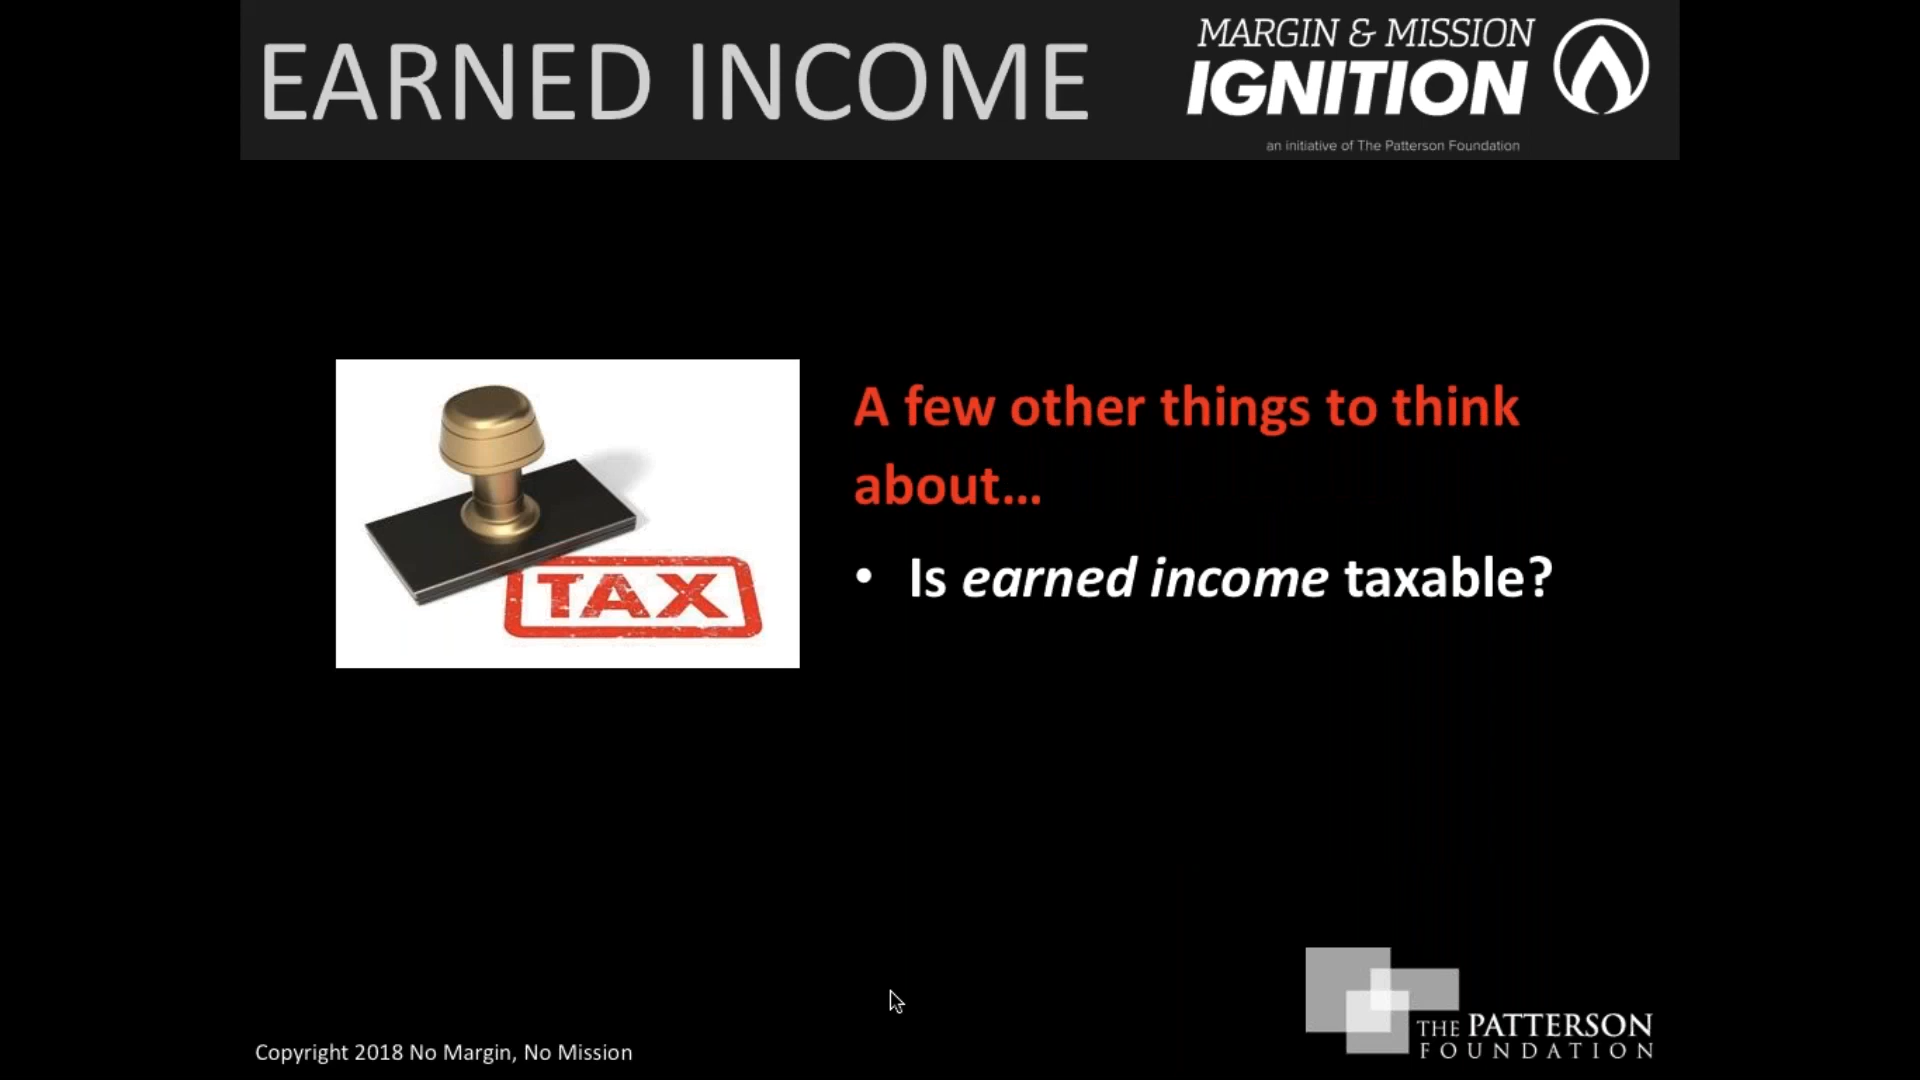 EARNED INCOME
MARGIN & MISSION
IGNITION
an initiative of The Patterson Foundation
TAX
A few other things to think
about...
• Is earned income taxable?
THE PATTERSON
FOUNDATION
Copyright 2018 No Margin, No Mission